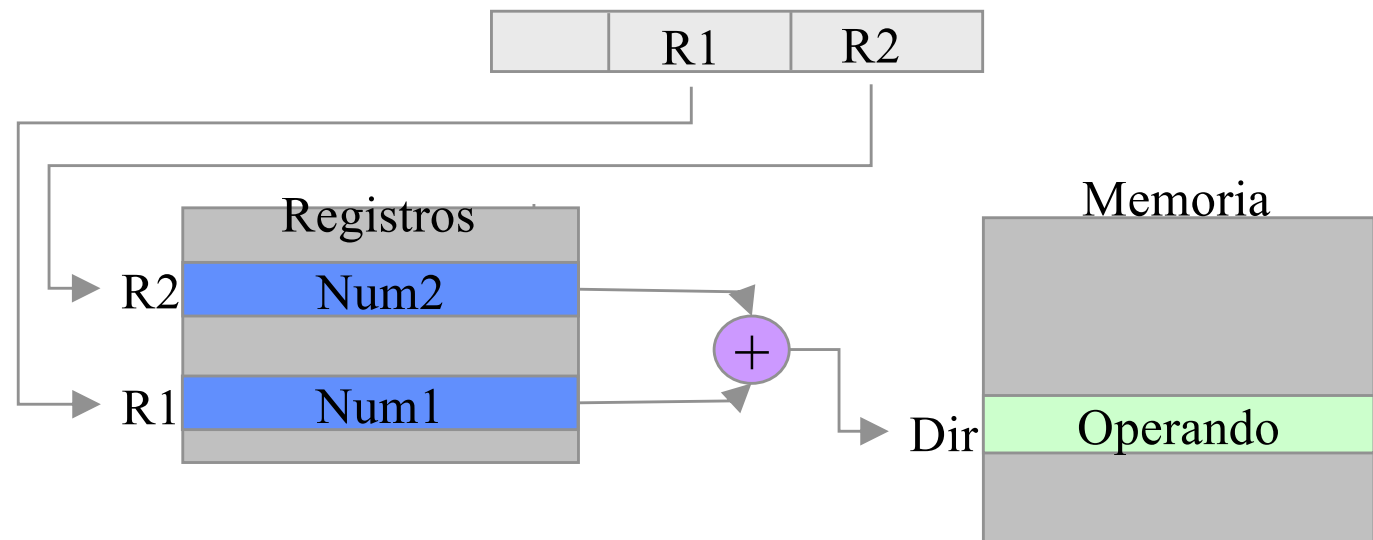 R1 R2
Registros
Memoria
R2 Num2
+
R1 Num1
Dir Operando